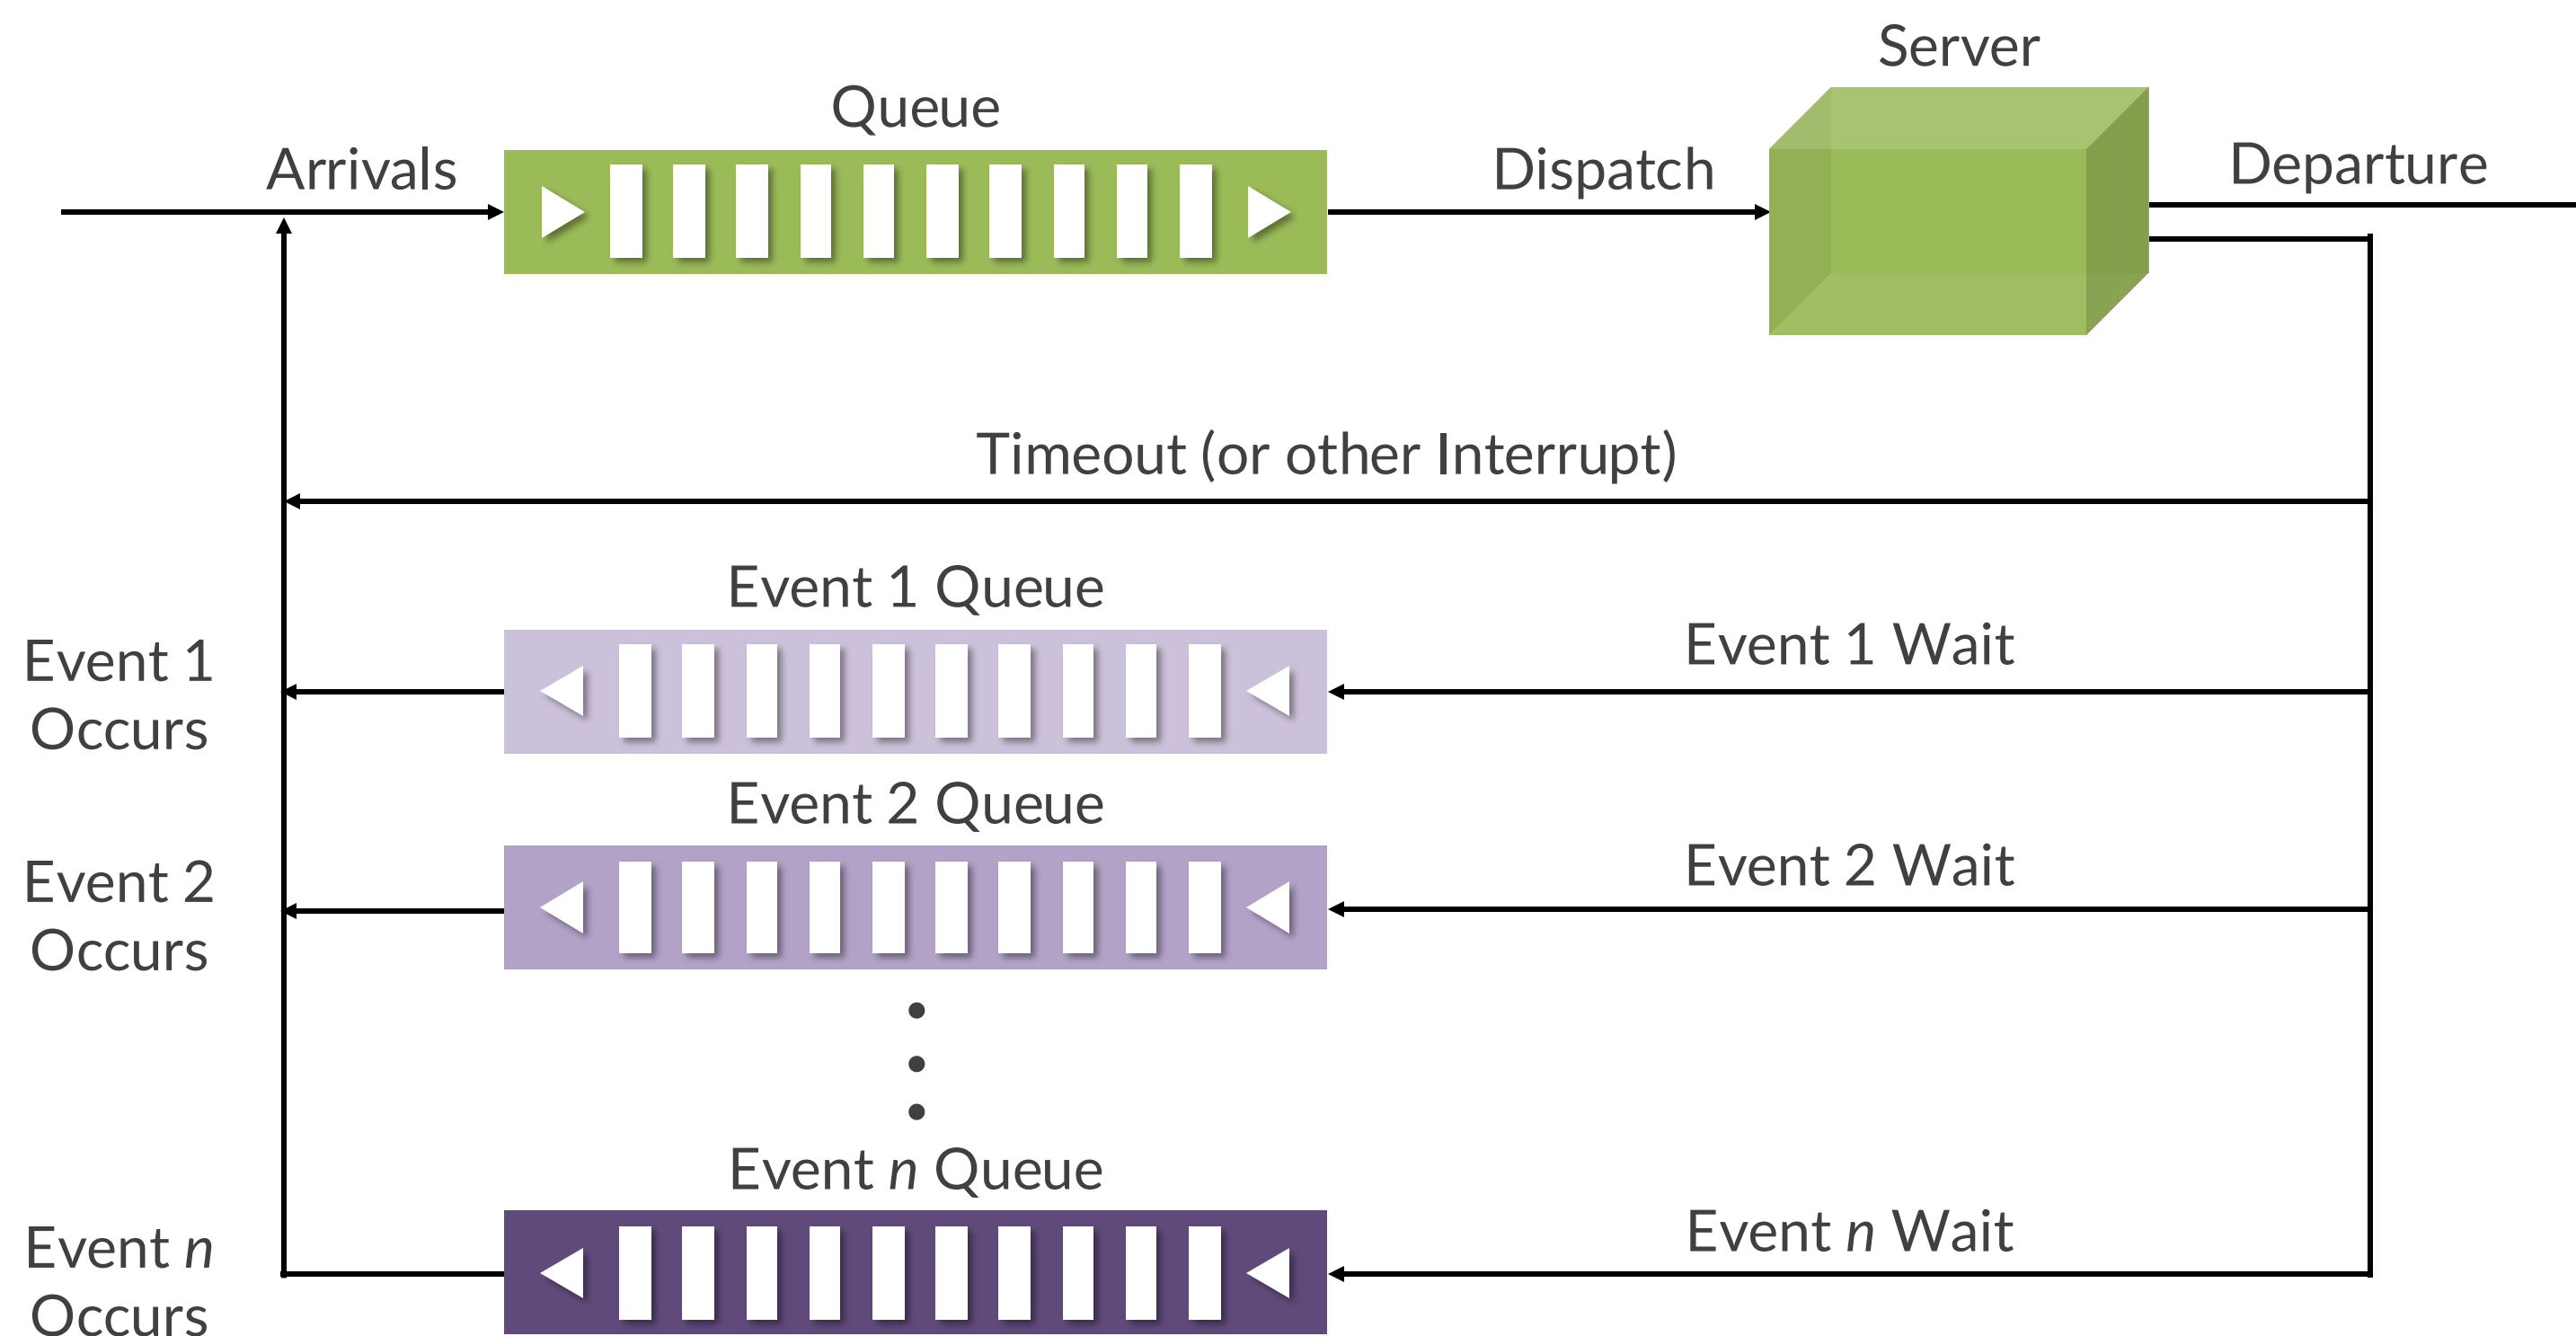 Server
Queue
Arrivals
Dispatch
Departure
Timeout (or other Interrupt)
Event 1 Queue
Event 1
Occurs
Event 1 Wait
Event 2 Queue
Event 2
Occurs
Event 2 Wait
Event n Queue
Event n
Occurs
Event n Wait